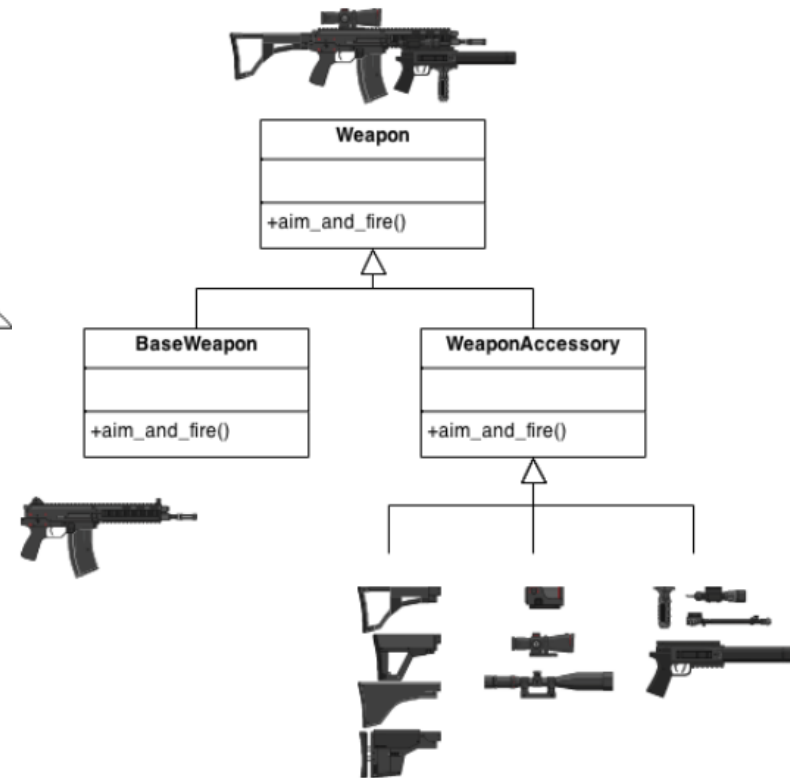 Weapon
+aim_and_fire()
BaseWeapon
WeaponAccessory
+aim_and_fire()
+aim_and_fire()